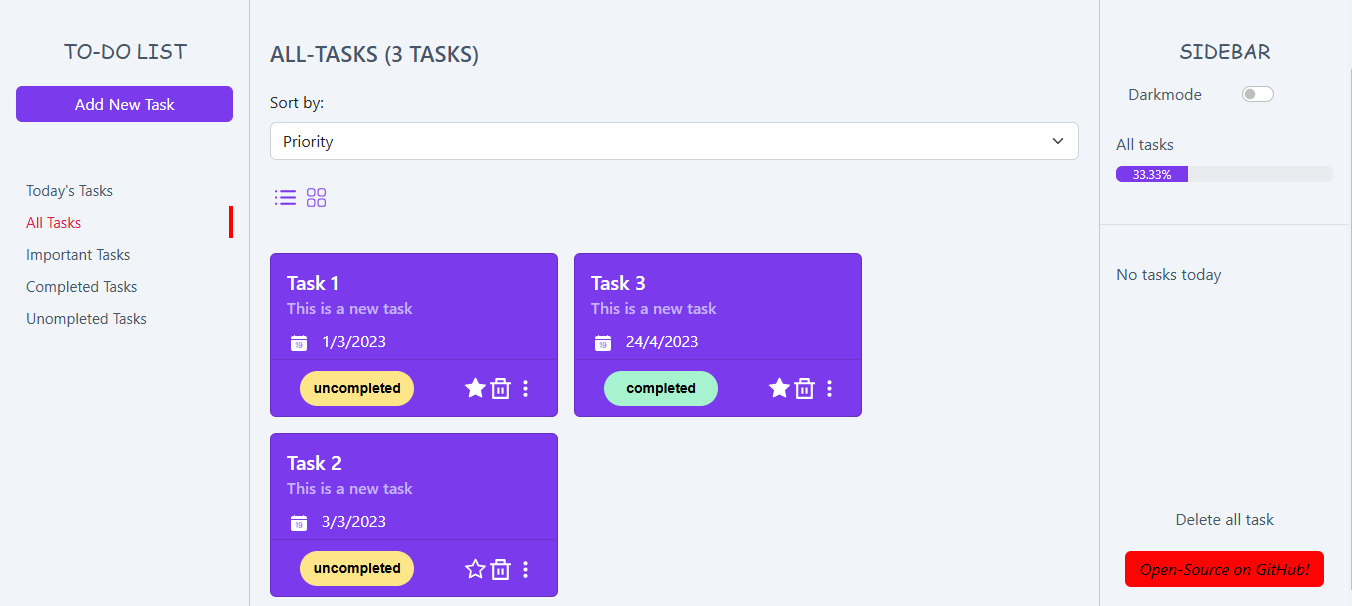 TO-DO LIST
Add New Task
Today's Tasks
All Tasks
Important Tasks
Completed Tasks
Unompleted Tasks
ALL-TASKS (3 TASKS)
Sort by:
Priority
Task 1
This is a new task
19 1/3/2023
uncompleted
Task 3
This is a new task
19 24/4/2023
completed
Task 2
This is a new task
19 3/3/2023
uncompleted
SIDEBAR
Darkmode
All tasks
33.33%
No tasks today
Delete all task
Open-Source on GitHub!